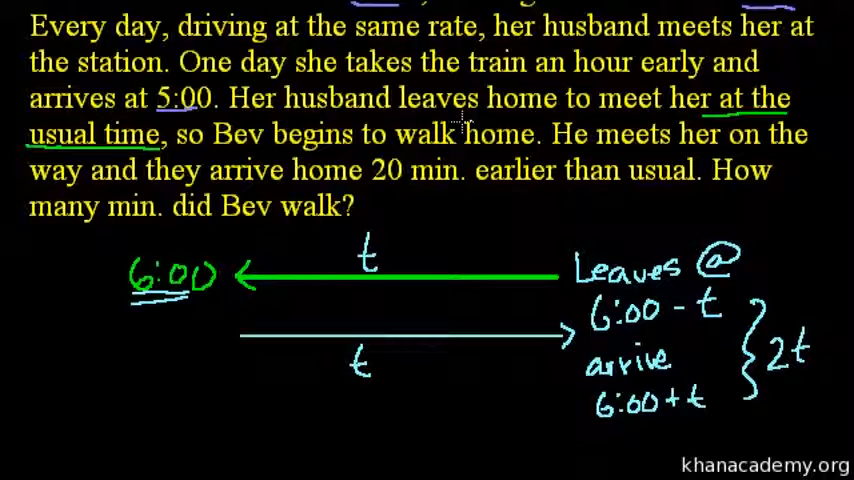 Every day, driving at the same rate, her husband meets her at
the station. One day she takes the train an hour early and
arrives at 5:00. Her husband leaves home to meet her at the
usual time, so Bev begins to walk home. He meets her on the
way and they arrive home 20 min. earlier than usual. How
many min. did Bev walk?
t
6:00
Leaves @
6:00 - t
t
arrive
2t
6:00 + t
khanacademy.org